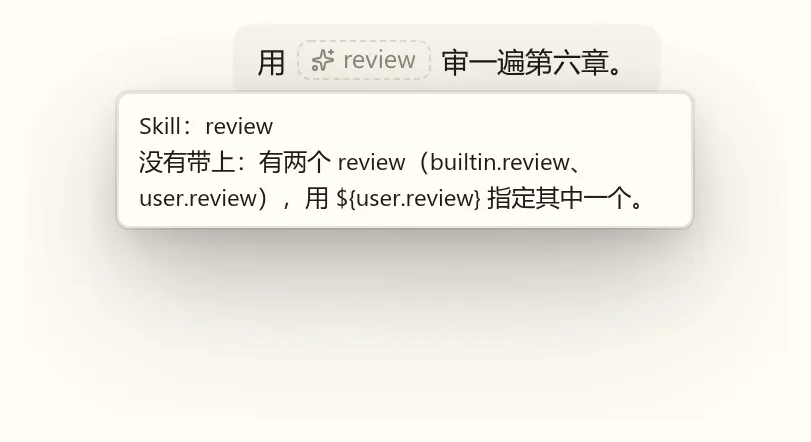 用 review 审一遍第六章。
Skill：review
没有带上：有两个 review（builtin.review、
user.review），用 ${user.review} 指定其中一个。